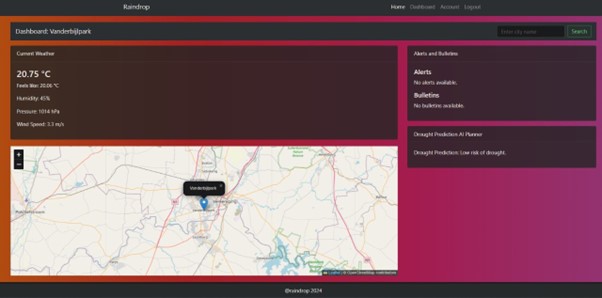 Raindrop
Home Dashboard Account Logout
Dashboard: Vanderbijlpark
Enter city name
Search
Current Weather
20.75 °C
Feels like: 20.06 °C
Humidity: 45%
Pressure: 1014 hPa
Wind Speed: 3.3 m/s
Alerts and Bulletins
Alerts
No alerts available.
Bulletins
No bulletins available.
Drought Prediction AI Planner
Drought Prediction: Low risk of drought.
+
−
Vanderbijlpark
×
Leaflet | © OpenStreetMap contributors
@raindrop 2024